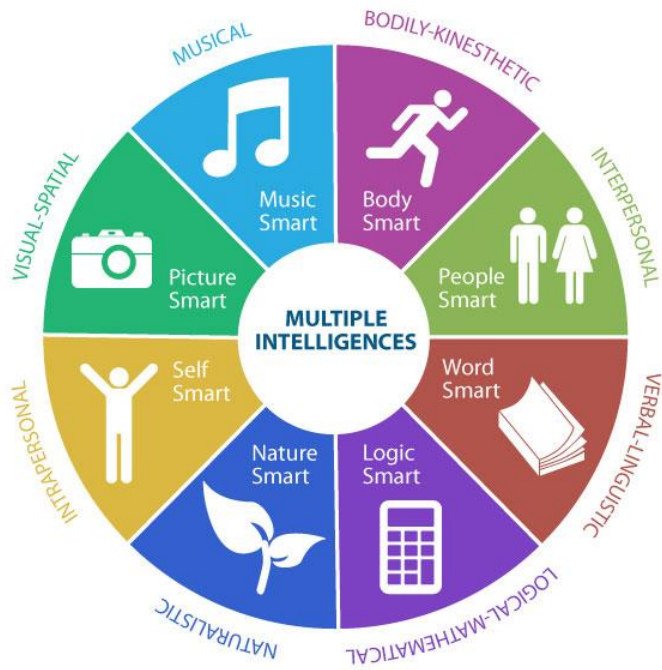 MUSICAL
BODILY-KINESTHETIC
INTERPERSONAL
VERBAL-LINGUISTIC
LOGICAL-MATHEMATICAL
NATURALISTIC
INTRAPERSONAL
VISUAL-SPATIAL
Music
Smart
Body
Smart
People
Smart
Word
Smart
Logic
Smart
Nature
Smart
Self
Smart
Picture
Smart
MULTIPLE
INTELLIGENCES